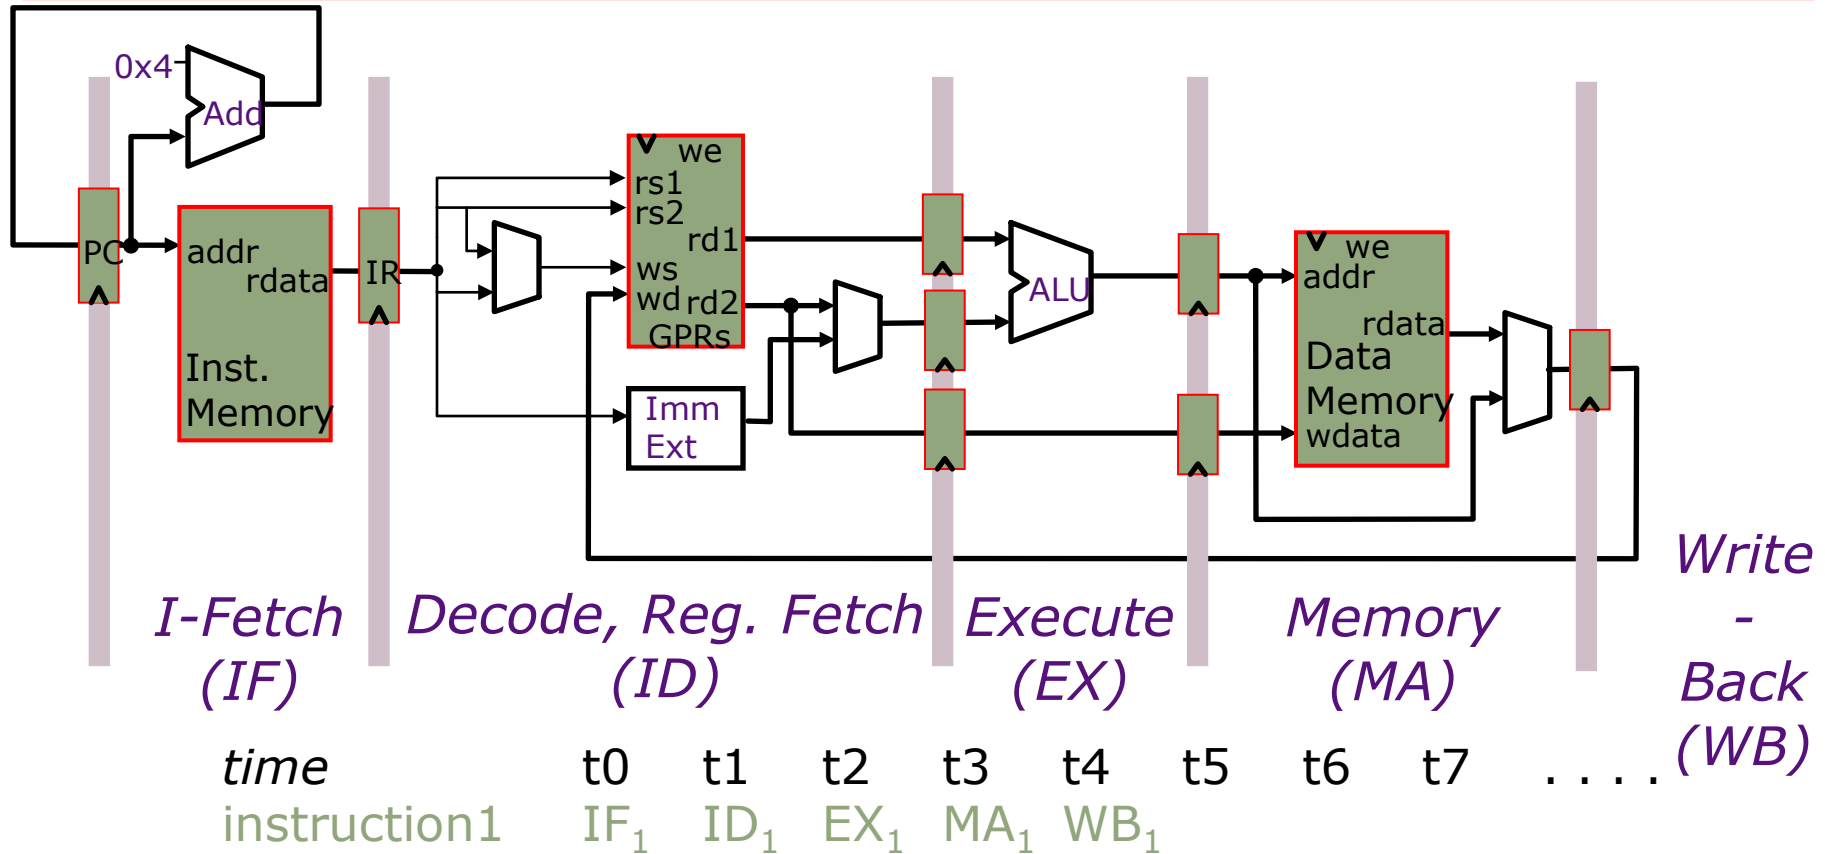 0x4
Add
PC
addr
rdata
Inst.
Memory
IR
we
rs1
rs2
rd1
ws
wd rd2
GPRs
Imm
Ext
ALU
we
addr
rdata
Data
Memory
wdata
I-Fetch
(IF)
Decode, Reg. Fetch
(ID)
Execute
(EX)
Memory
(MA)
Write
-
Back
(WB)
time t0 t1 t2 t3 t4 t5 t6 t7 . . . .
instruction1 IF₁ ID₁ EX₁ MA₁ WB₁